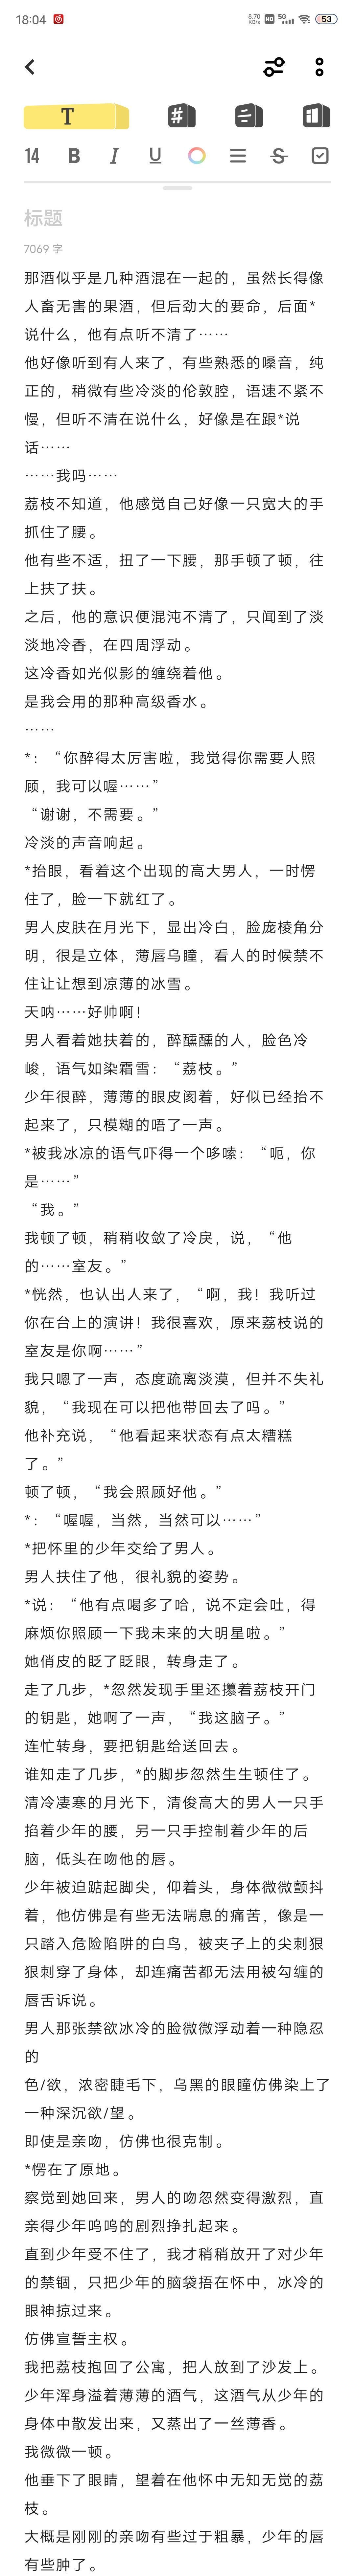 18:04
8.70 KB/s HD 5G 53
T
#
14 B I U S
标题
7069 字
那酒似乎是几种酒混在一起的，虽然长得像
人畜无害的果酒，但后劲大的要命，后面*
说什么，他有点听不清了……
他好像听到有人来了，有些熟悉的嗓音，纯
正的，稍微有些冷淡的伦敦腔，语速不紧不
慢，但听不清在说什么，好像是在跟*说
话……
……我吗……
荔枝不知道，他感觉自己好像一只宽大的手
抓住了腰。
他有些不适，扭了一下腰，那手顿了顿，往
上扶了扶。
之后，他的意识便混沌不清了，只闻到了淡
淡地冷香，在四周浮动。
这冷香如光似影的缠绕着他。
是我会用的那种高级香水。
……
*：“你醉得太厉害啦，我觉得你需要人照
顾，我可以喔……”
“谢谢，不需要。”
冷淡的声音响起。
*抬眼，看着这个出现的高大男人，一时愣
住了，脸一下就红了。
男人皮肤在月光下，显出冷白，脸庞棱角分
明，很是立体，薄唇乌瞳，看人的时候禁不
住让让想到凉薄的冰雪。
天呐……好帅啊！
男人看着她扶着的，醉醺醺的人，脸色冷
峻，语气如染霜雪：“荔枝。”
少年很醉，薄薄的眼皮阂着，好似已经抬不
起来了，只模糊的唔了一声。
*被我冰凉的语气吓得一个哆嗦：“呃，你
是……”
“我。”
我顿了顿，稍稍收敛了冷戾，说，“他
的……室友。”
*恍然，也认出人来了，“啊，我！我听过
你在台上的演讲！我很喜欢，原来荔枝说的
室友是你啊……”
我只嗯了一声，态度疏离淡漠，但并不失礼
貌，“我现在可以把他带回去了吗。”
他补充说，“他看起来状态有点太糟糕
了。”
顿了顿，“我会照顾好他。”
*：“喔喔，当然，当然可以……”
*把怀里的少年交给了男人。
男人扶住了他，很礼貌的姿势。
*说：“他有点喝多了哈，说不定会吐，得
麻烦你照顾一下我未来的大明星啦。”
她俏皮的眨了眨眼，转身走了。
走了几步，*忽然发现手里还攥着荔枝开门
的钥匙，她啊了一声，“我这脑子。”
连忙转身，要把钥匙给送回去。
谁知走了几步，*的脚步忽然生生顿住了。
清冷凄寒的月光下，清俊高大的男人一只手
掐着少年的腰，另一只手控制着少年的后
脑，低头在吻他的唇。
少年被迫踮起脚尖，仰着头，身体微微颤抖
着，他仿佛是有些无法喘息的痛苦，像是一
只踏入危险陷阱的白鸟，被夹子上的尖刺狠
狠刺穿了身体，却连痛苦都无法用被勾缠的
唇舌诉说。
男人那张禁欲冰冷的脸微微浮动着一种隐忍
的
色/欲，浓密睫毛下，乌黑的眼瞳仿佛染上了
一种深沉欲/望。
即使是亲吻，仿佛也很克制。
*愣在了原地。
察觉到她回来，男人的吻忽然变得激烈，直
亲得少年呜呜的剧烈挣扎起来。
直到少年受不住了，我才稍稍放开了对少年
的禁锢，只把少年的脑袋捂在怀中，冰冷的
眼神掠过来。
仿佛宣誓主权。
我把荔枝抱回了公寓，把人放到了沙发上。
少年浑身溢着薄薄的酒气，这酒气从少年的
身体中散发出来，又蒸出了一丝薄香。
我微微一顿。
他垂下了眼睛，望着在他怀中无知无觉的荔
枝。
大概是刚刚的亲吻有些过于粗暴，少年的唇
有些肿了。